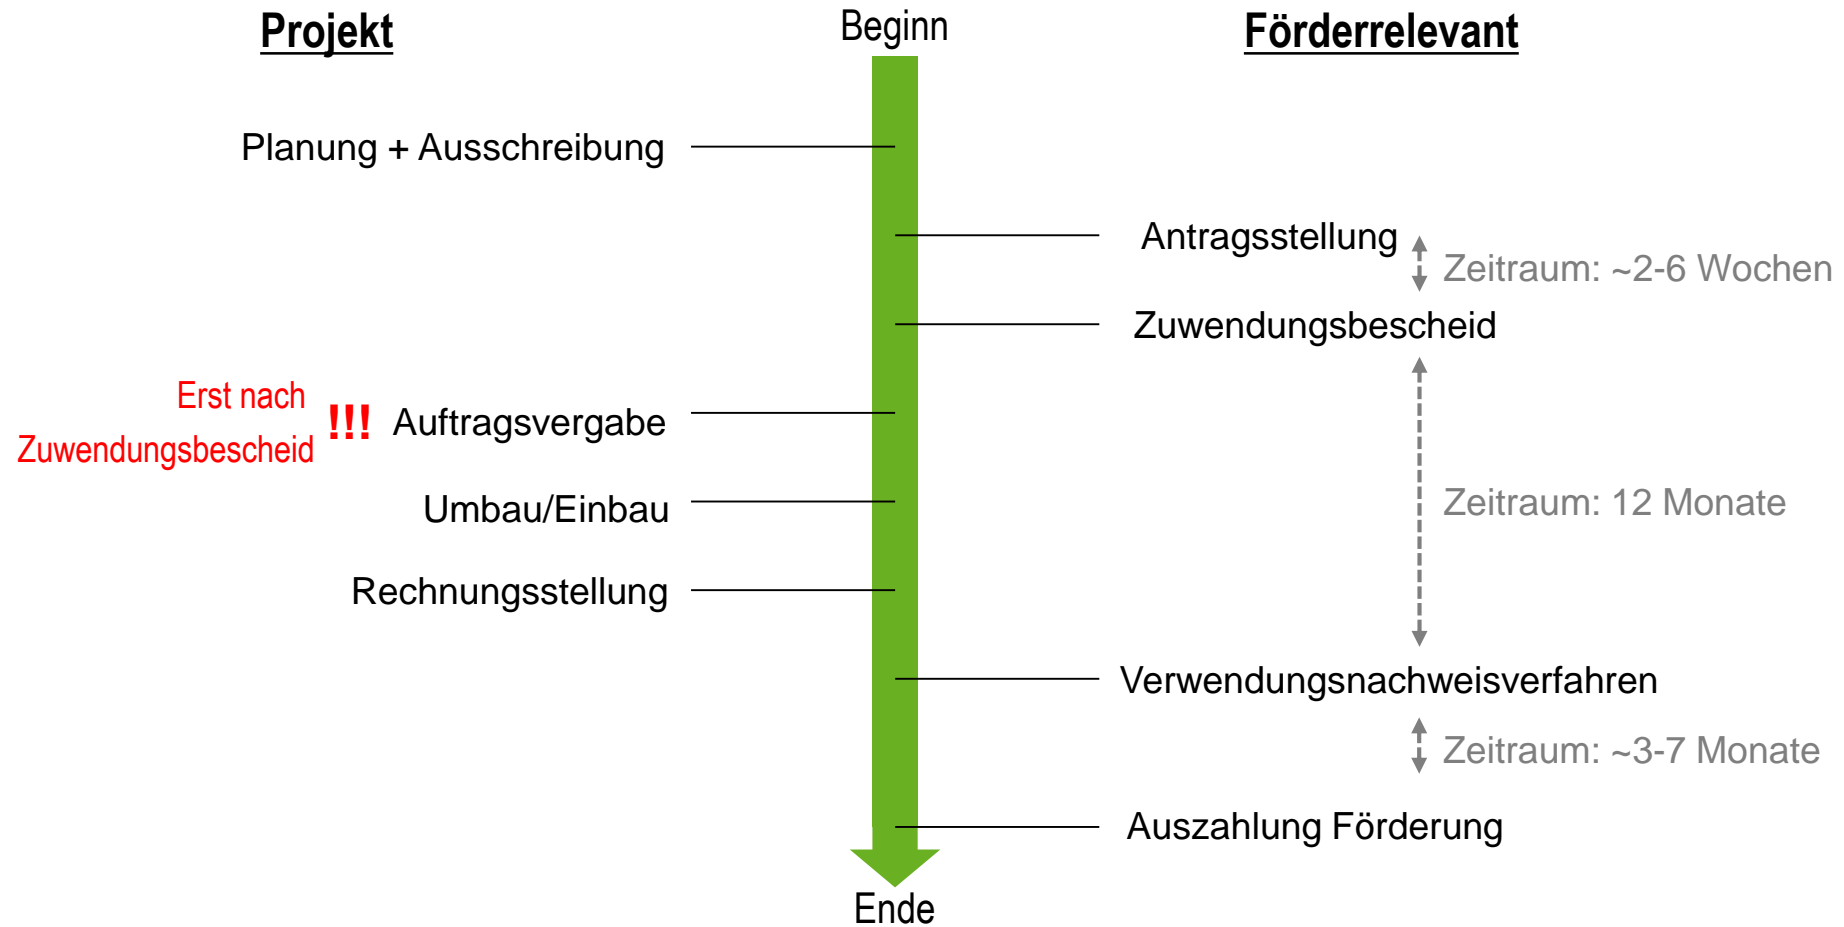 Projekt
Beginn
Förderrelevant
Planung + Ausschreibung
Antragsstellung
Zeitraum: ~2-6 Wochen
Zuwendungsbescheid
Erst nach
Zuwendungsbescheid
!!! Auftragsvergabe
Umbau/Einbau
Zeitraum: 12 Monate
Rechnungsstellung
Verwendungsnachweisverfahren
Zeitraum: ~3-7 Monate
Auszahlung Förderung
Ende